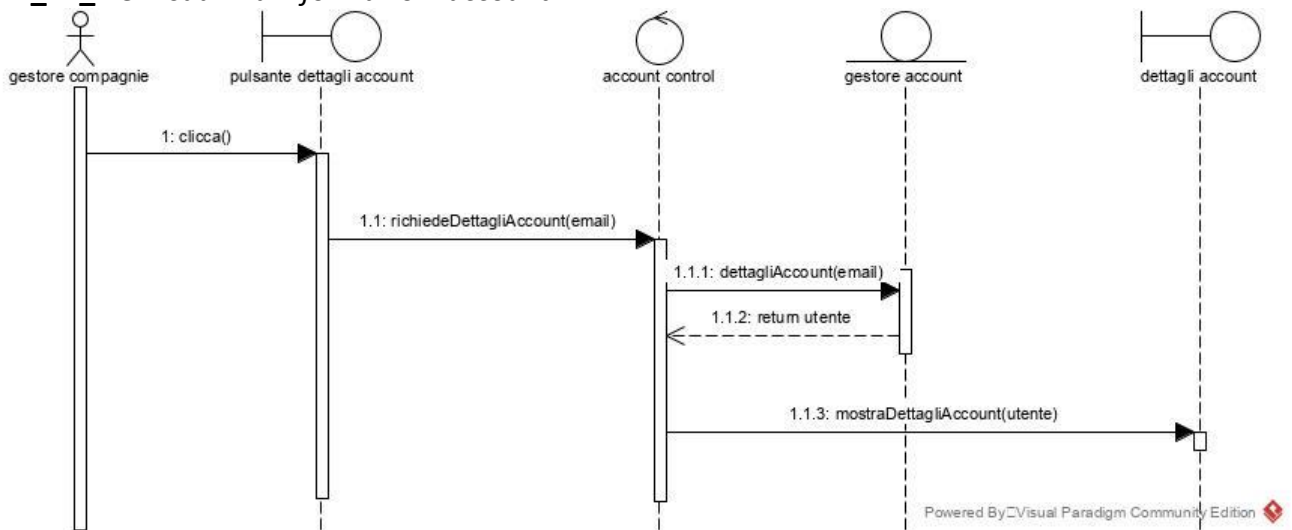 gestore compagnie
pulsante dettagli account
account control
gestore account
dettagli account
1: clicca()
1.1: richiedeDettagliAccount(email)
1.1.1: dettagliAccount(email)
1.1.2: return utente
1.1.3: mostraDettagliAccount(utente)
Powered By□Visual Paradigm Community Edition